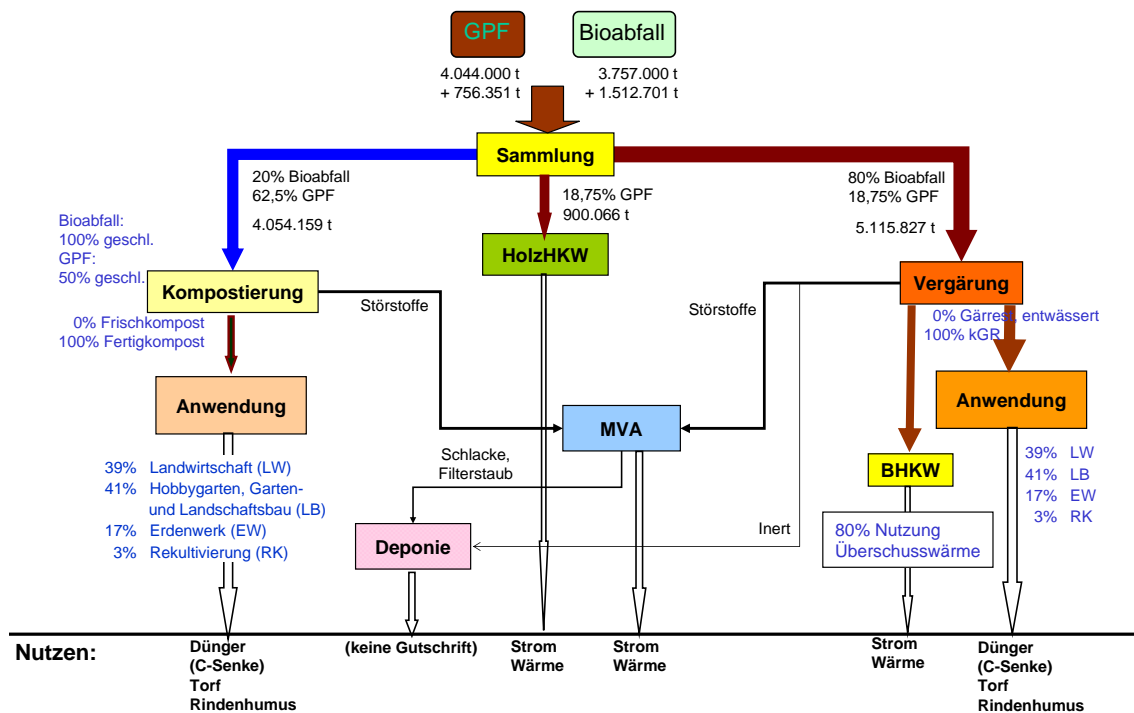 GPF
Bioabfall
4.044.000 t
+ 756.351 t
3.757.000 t
+ 1.512.701 t
Sammlung
20% Bioabfall
62,5% GPF
4.054.159 t
18,75% GPF
900.066 t
80% Bioabfall
18,75% GPF
5.115.827 t
Bioabfall:
100% geschl.
GPF:
50% geschl.
HolzHKW
Kompostierung
Vergärung
Störstoffe
Störstoffe
0% Frischkompost
100% Fertigkompost
0% Gärrest, entwässert
100% kGR
Anwendung
MVA
Anwendung
BHKW
39% Landwirtschaft (LW)
41% Hobbygarten, Garten-
und Landschaftsbau (LB)
17% Erdenwerk (EW)
3% Rekultivierung (RK)
Schlacke,
Filterstaub
39% LW
41% LB
17% EW
3% RK
Deponie
Inert
80% Nutzung
Überschusswärme
Nutzen:
Dünger
(C-Senke)
Torf
Rindenhumus
(keine Gutschrift)
Strom
Wärme
Strom
Wärme
Strom
Wärme
Dünger
(C-Senke)
Torf
Rindenhumus